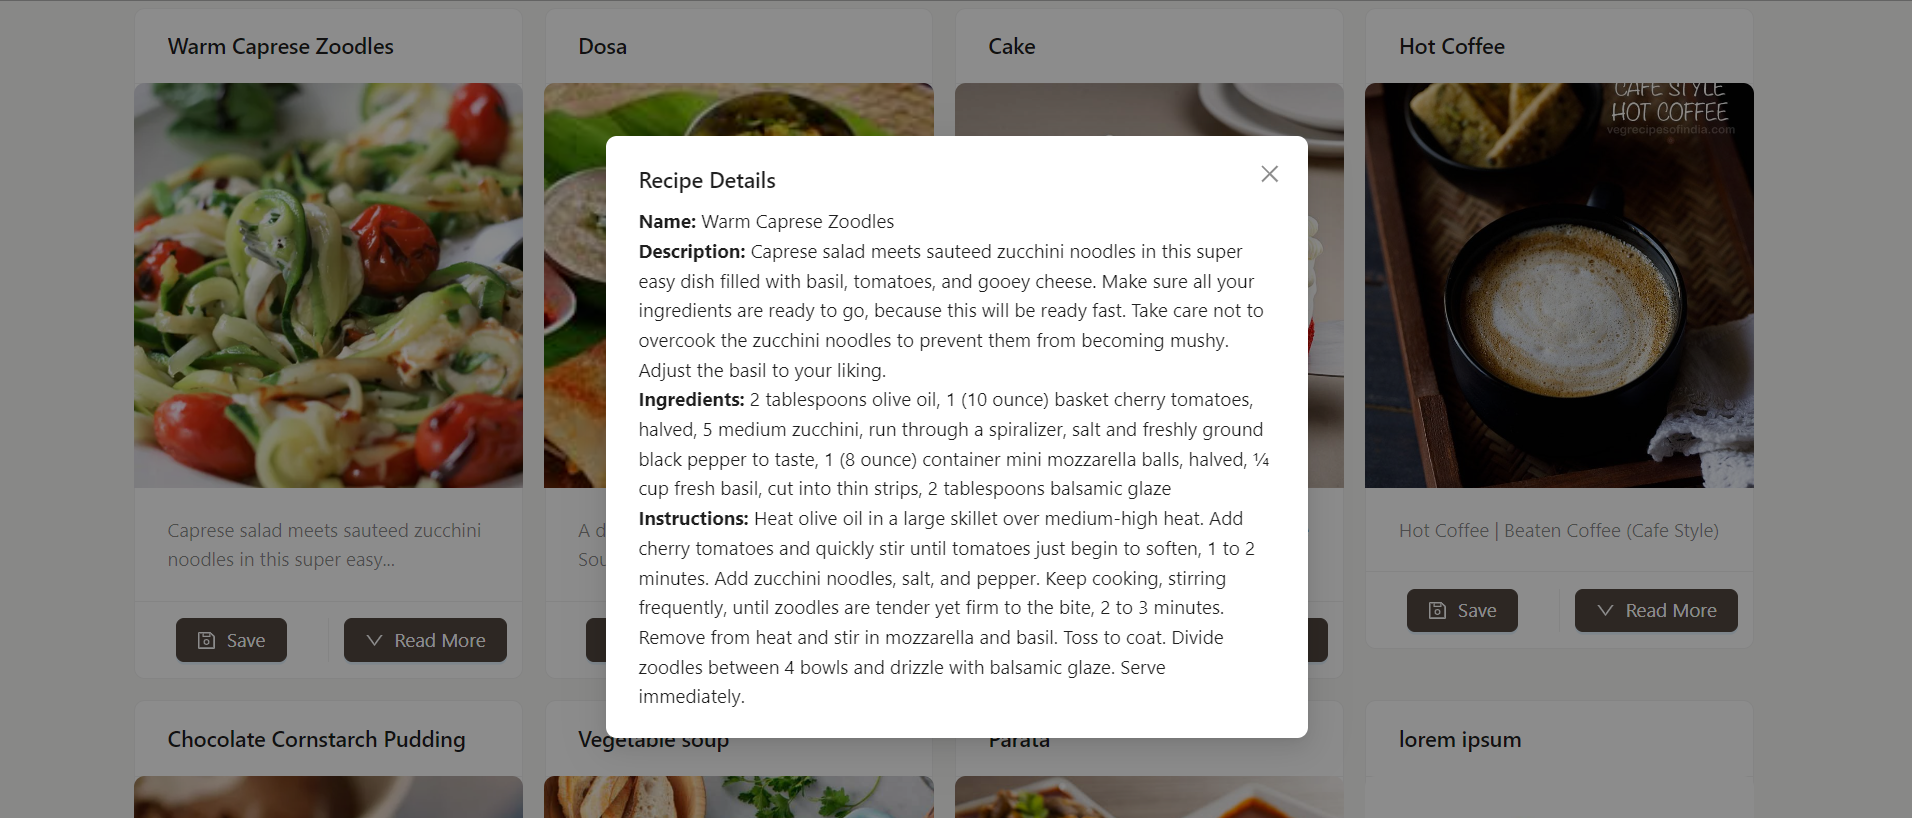 Warm Caprese Zoodles
Dosa
Cake
Hot Coffee
CAFE STYLE
HOT COFFEE
vegrecipesofindia.com
Recipe Details
Name: Warm Caprese Zoodles
Description: Caprese salad meets sauteed zucchini noodles in this super
easy dish filled with basil, tomatoes, and gooey cheese. Make sure all your
ingredients are ready to go, because this will be ready fast. Take care not to
overcook the zucchini noodles to prevent them from becoming mushy.
Adjust the basil to your liking.
Ingredients: 2 tablespoons olive oil, 1 (10 ounce) basket cherry tomatoes,
halved, 5 medium zucchini, run through a spiralizer, salt and freshly ground
black pepper to taste, 1 (8 ounce) container mini mozzarella balls, halved, ¼
cup fresh basil, cut into thin strips, 2 tablespoons balsamic glaze
Instructions: Heat olive oil in a large skillet over medium-high heat. Add
cherry tomatoes and quickly stir until tomatoes just begin to soften, 1 to 2
minutes. Add zucchini noodles, salt, and pepper. Keep cooking, stirring
frequently, until zoodles are tender yet firm to the bite, 2 to 3 minutes.
Remove from heat and stir in mozzarella and basil. Toss to coat. Divide
zoodles between 4 bowls and drizzle with balsamic glaze. Serve
immediately.
Caprese salad meets sauteed zucchini
noodles in this super easy...
A d
Sou
Hot Coffee | Beaten Coffee (Cafe Style)
Save
Read More
Save
Read More
Chocolate Cornstarch Pudding
Vegetable soup
Parata
lorem ipsum